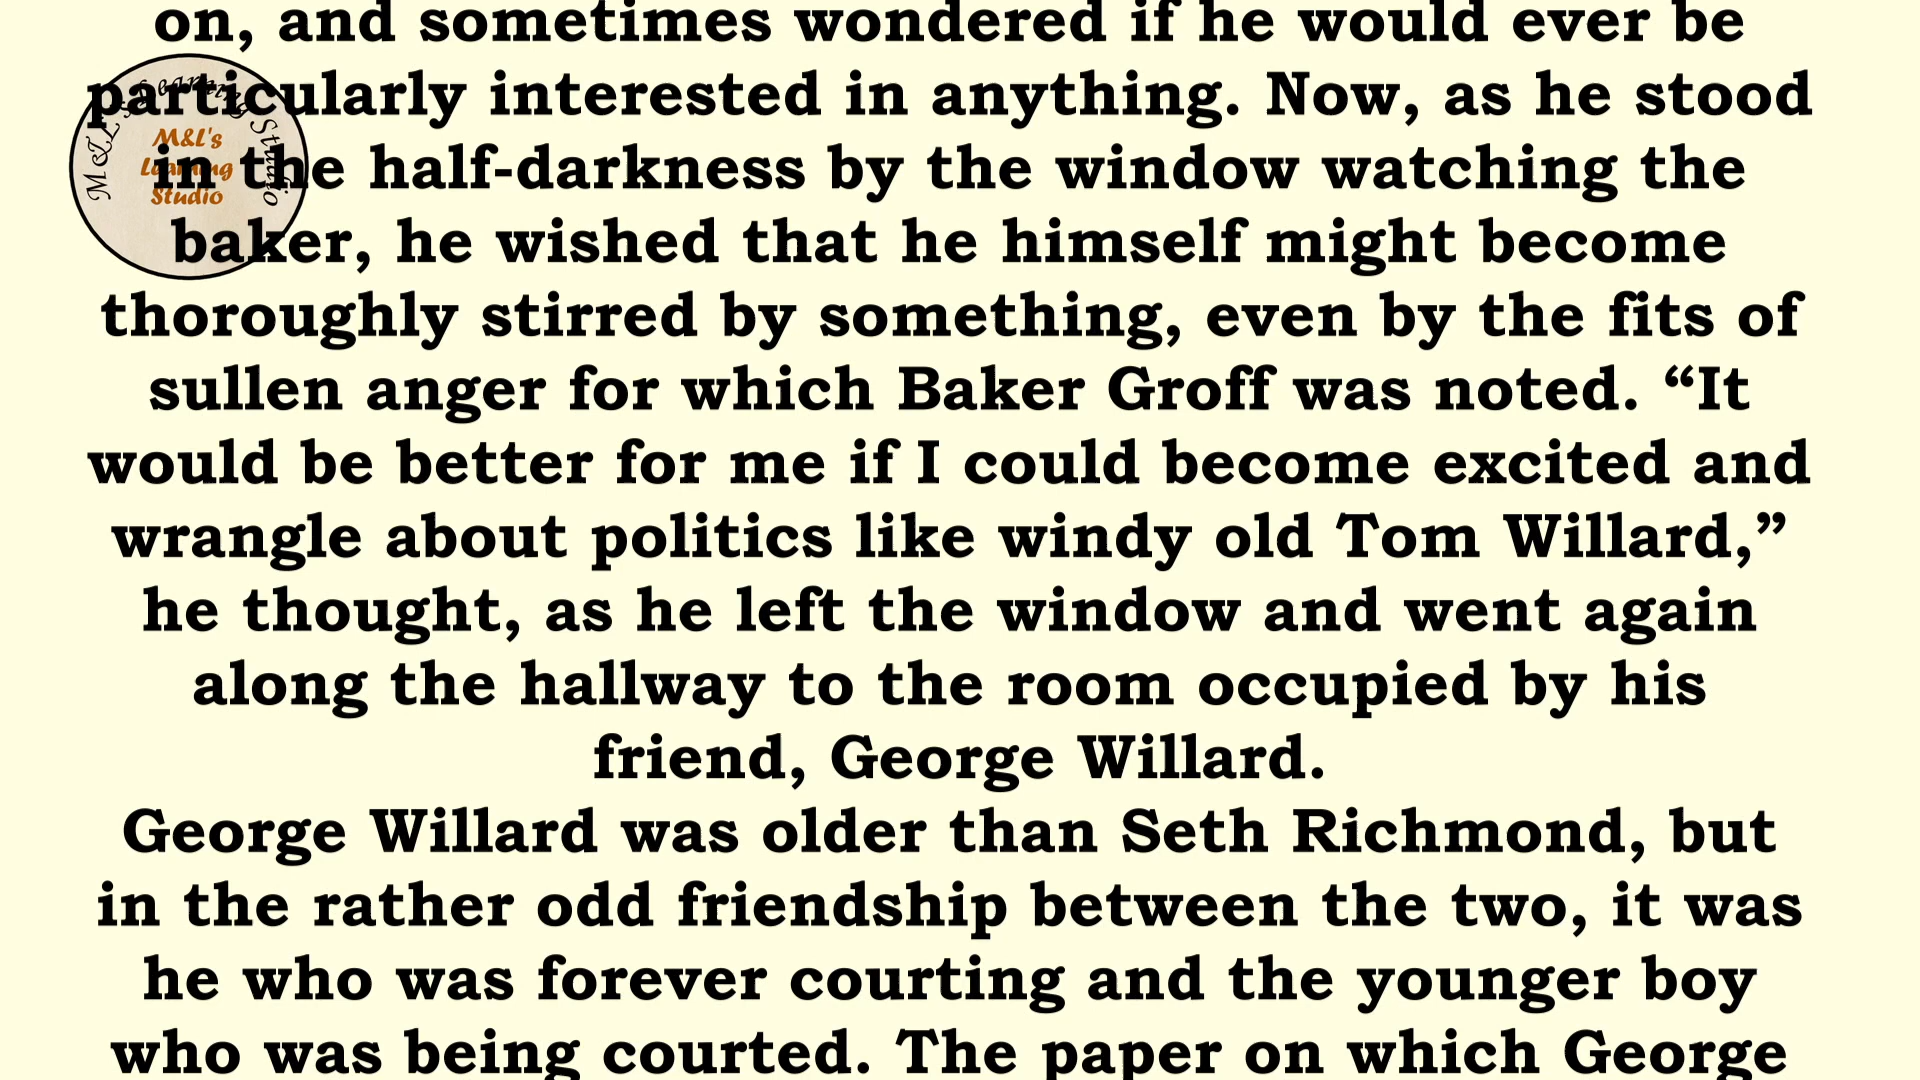 on, and sometimes wondered if he would ever be
particularly interested in anything. Now, as he stood
in the half-darkness by the window watching the
baker, he wished that he himself might become
thoroughly stirred by something, even by the fits of
sullen anger for which Baker Groff was noted. “It
would be better for me if I could become excited and
wrangle about politics like windy old Tom Willard,”
he thought, as he left the window and went again
along the hallway to the room occupied by his
friend, George Willard.
George Willard was older than Seth Richmond, but
in the rather odd friendship between the two, it was
he who was forever courting and the younger boy
who was being courted. The paper on which George
M&L's Learning Studio
M&L's
Learning
Studio